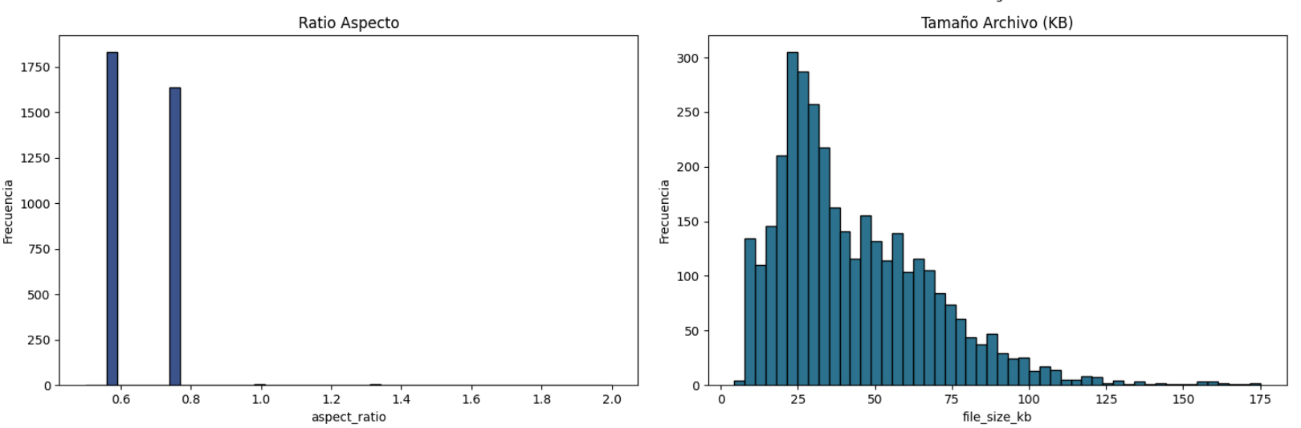 Ratio Aspecto
1750
1500
1250
1000
750
500
250
0
Frecuencia
0.6 0.8 1.0 1.2 1.4 1.6 1.8 2.0
aspect_ratio
Tamaño Archivo (KB)
300
250
200
150
100
50
0
Frecuencia
0 25 50 75 100 125 150 175
file_size_kb